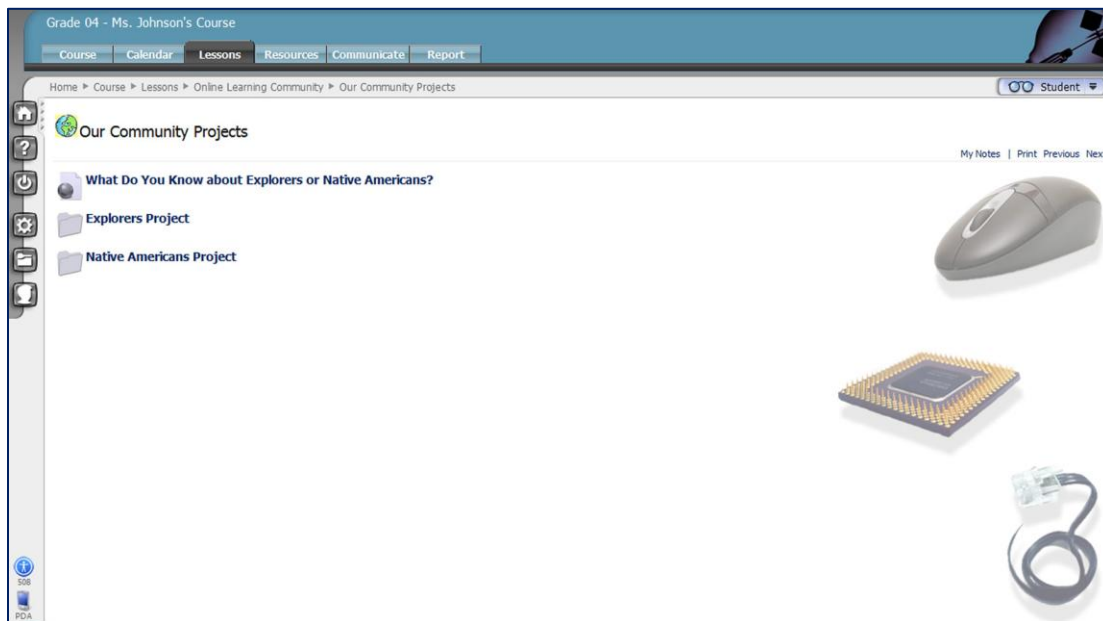 Grade 04 - Ms. Johnson's Course
Course Calendar Lessons Resources Communicate Report
Home ▶ Course ▶ Lessons ▶ Online Learning Community ▶ Our Community Projects
Student
Our Community Projects
My Notes | Print Previous Nex
What Do You Know about Explorers or Native Americans?
Explorers Project
Native Americans Project
508
PDA